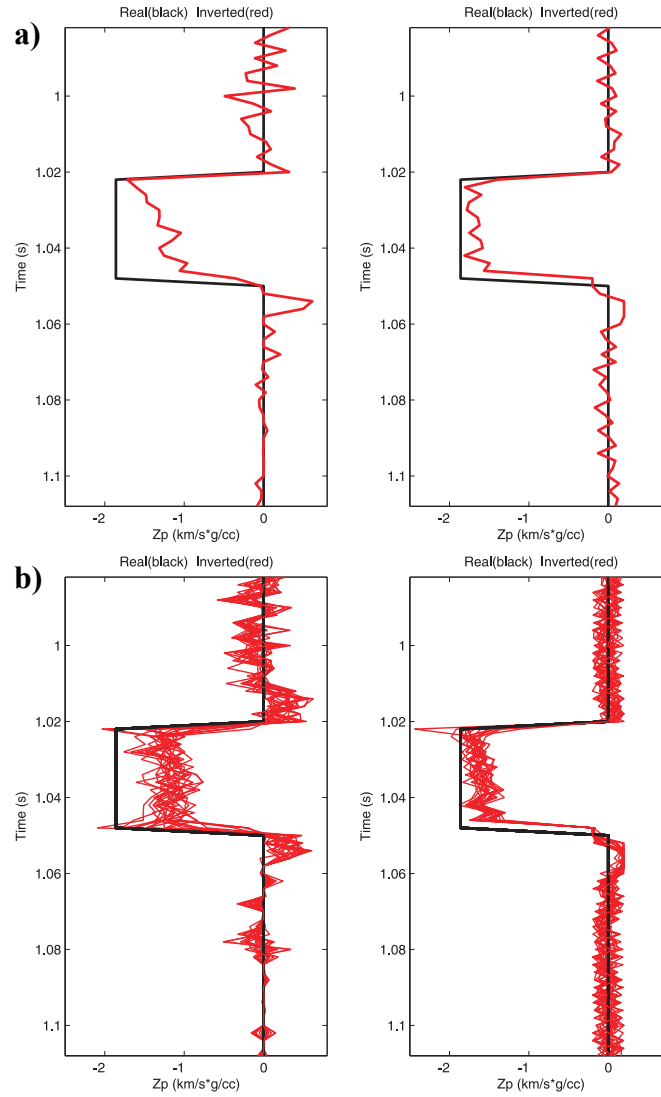 a)
Real(black) Inverted(red)
1
1.02
1.04
1.06
1.08
1.1
Time (s)
-2 -1 0
Zp (km/s*g/cc)
Real(black) Inverted(red)
1
1.02
1.04
1.06
1.08
1.1
Time (s)
-2 -1 0
Zp (km/s*g/cc)
b)
Real(black) Inverted(red)
1
1.02
1.04
1.06
1.08
1.1
Time (s)
-2 -1 0
Zp (km/s*g/cc)
Real(black) Inverted(red)
1
1.02
1.04
1.06
1.08
1.1
Time (s)
-2 -1 0
Zp (km/s*g/cc)